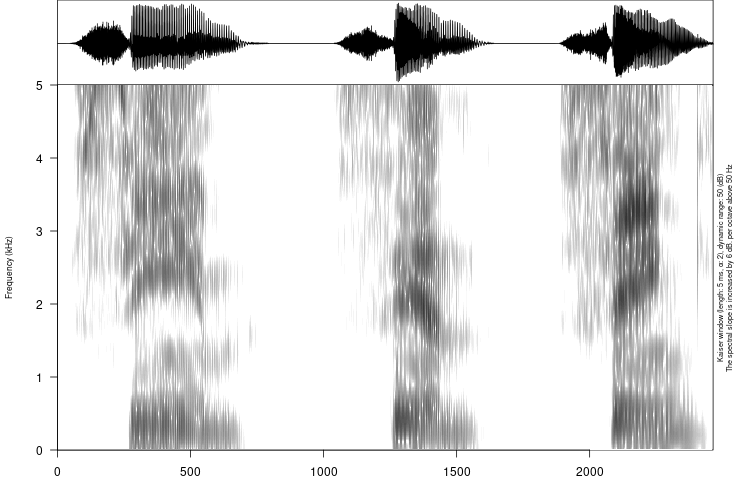 5
4
3
2
1
0
Frequency (kHz)
0 500 1000 1500 2000
Kaiser window (length: 5 ms, α: 2), dynamic range: 50 (dB)
The spectral slope is increased by 6 dB per octave above 50 Hz